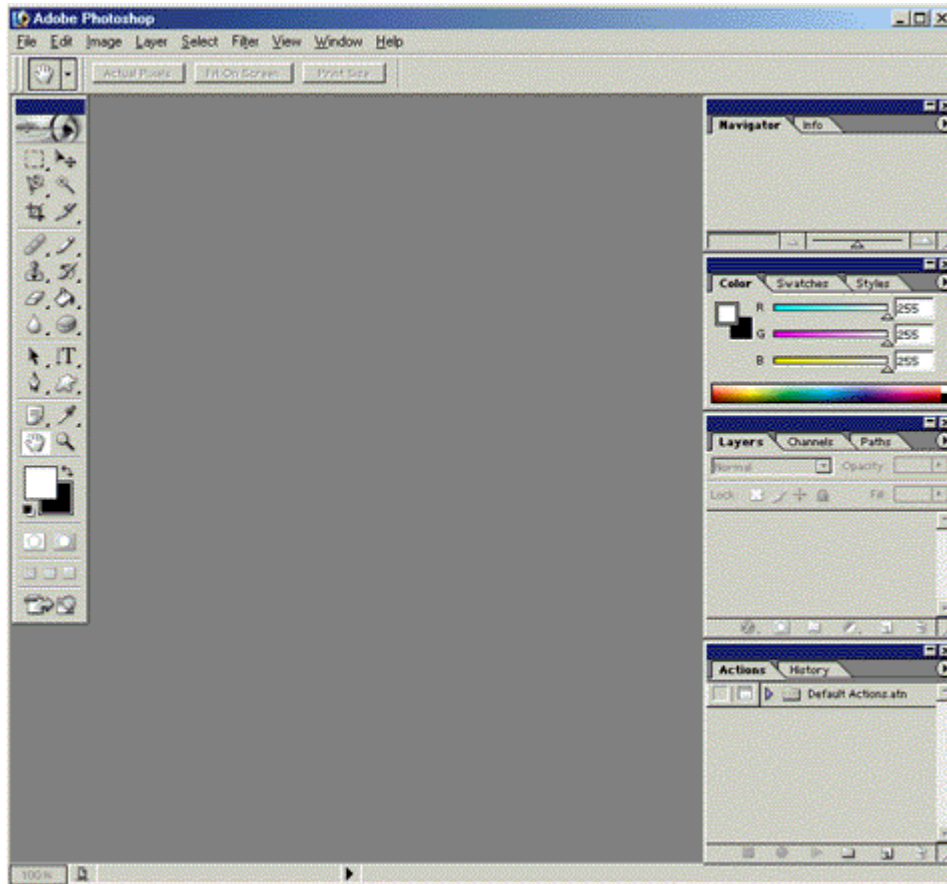 Adobe Photoshop
File Edit Image Layer Select Filter View Window Help
Actual Pixels Fit On Screen Print Size
Navigator Info
Color Swatches Styles
R 255
G 255
B 255
Layers Channels Paths
Normal Opacity:
Lock: Fill:
Actions History
Default Actions.atn
T
100%